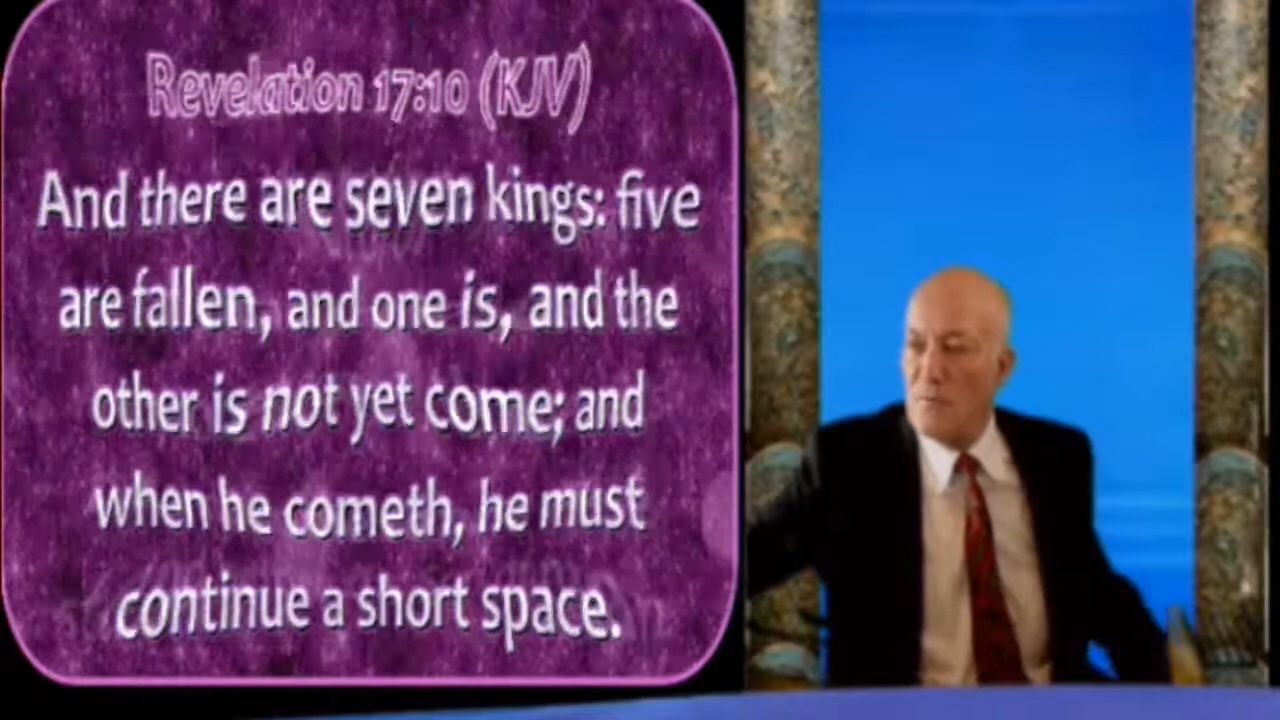 Revelation 17:10 (KJV)
And there are seven kings: five
are fallen, and one is, and the
other is not yet come; and
when he cometh, he must
continue a short space.